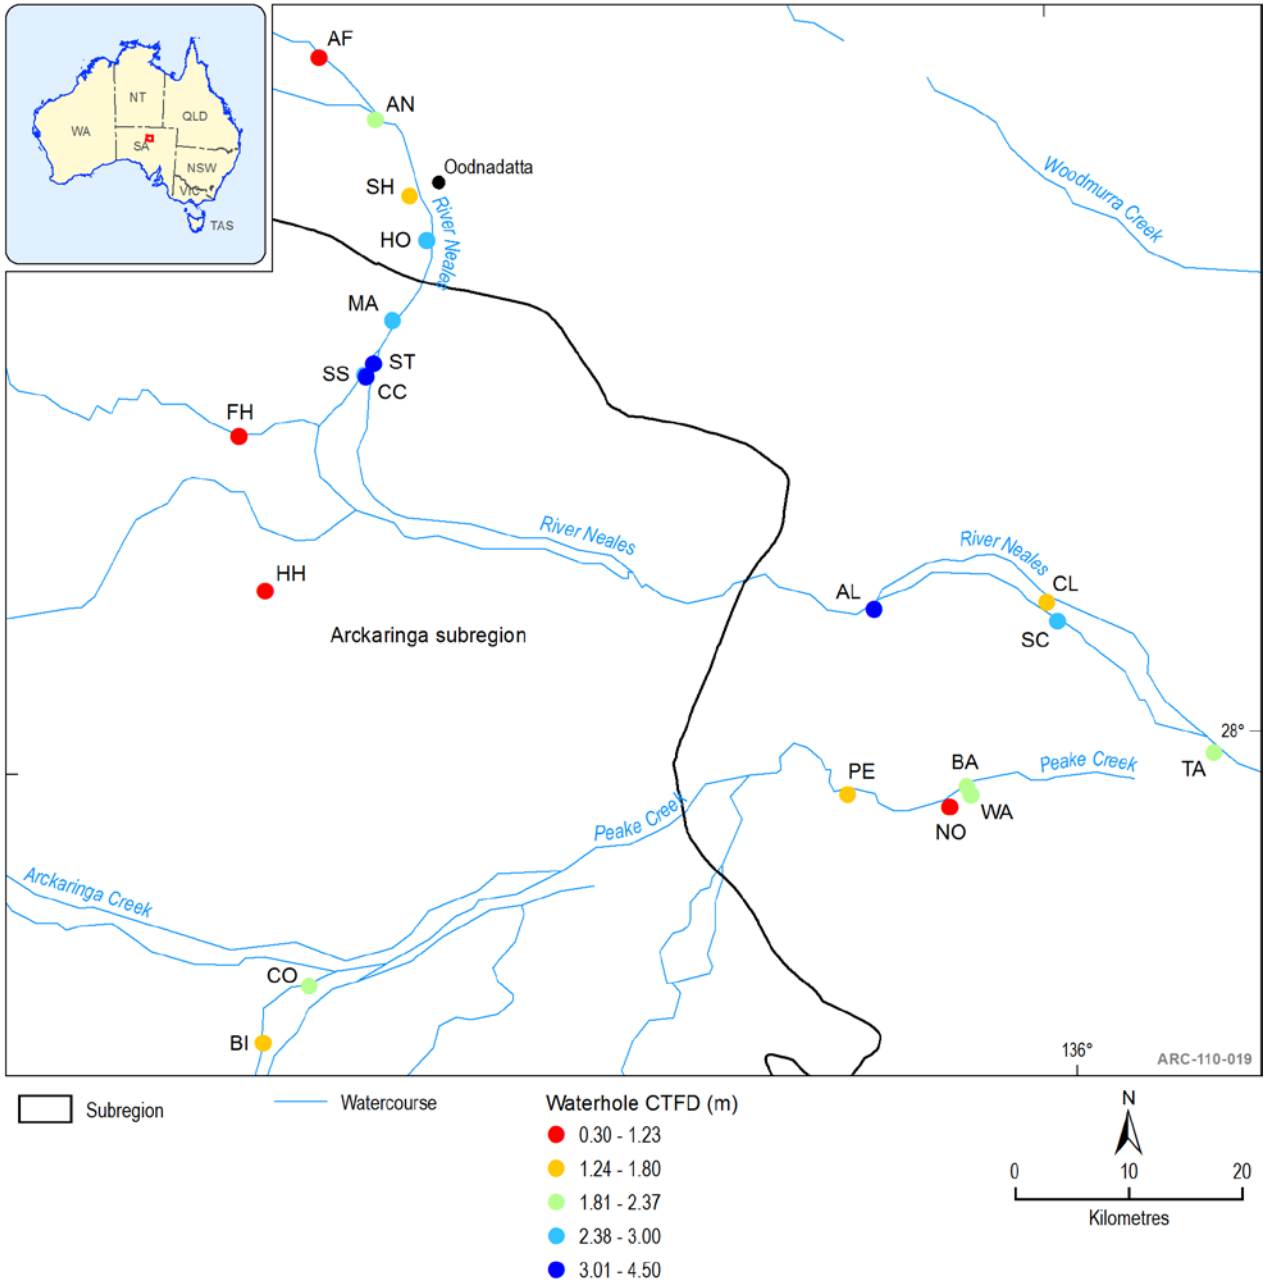 AF
AN
NT
QLD
WA
SA
NSW
VIC
TAS
Oodnadatta
SH
HO
River Neales
Woodmurra Creek
MA
ST
SS
CC
FH
River Neales
River Neales
HH
AL
CL
SC
Arckaringa subregion
28°
TA
PE
BA
Peake Creek
WA
NO
Peake Creek
Arckaringa Creek
CO
BI
136°
ARC-110-019
Subregion
Watercourse
Waterhole CTFD (m)
0.30 - 1.23
1.24 - 1.80
1.81 - 2.37
2.38 - 3.00
3.01 - 4.50
N
0 10 20
Kilometres